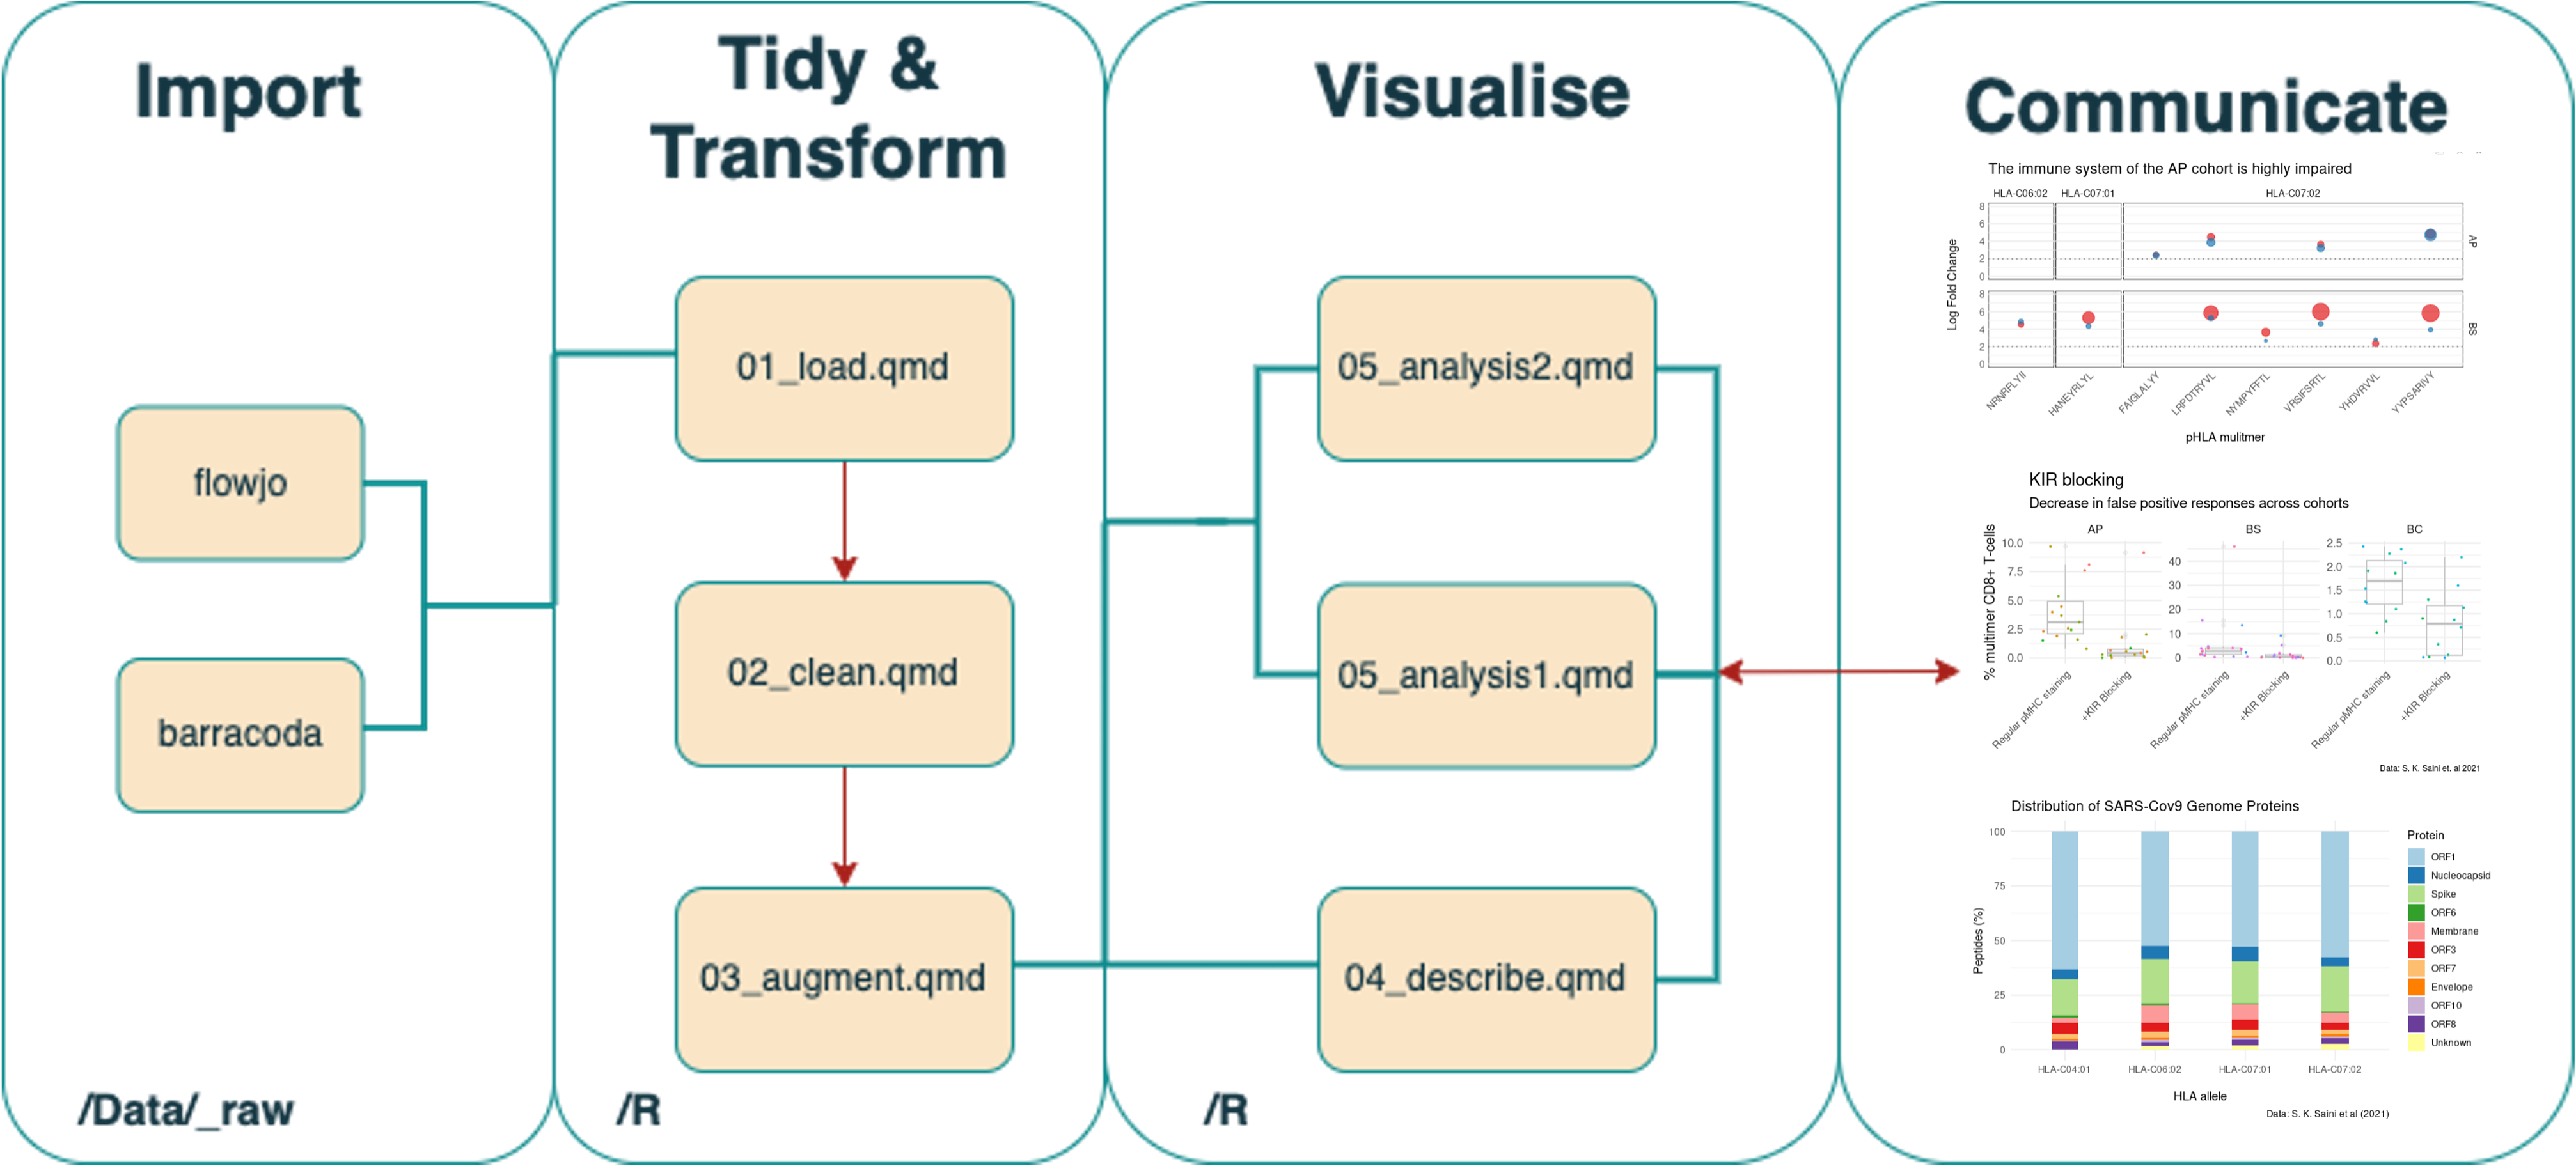 Import
flowjo
barracoda
/Data/_raw
Tidy &
Transform
01_load.qmd
02_clean.qmd
03_augment.qmd
/R
Visualise
05_analysis2.qmd
05_analysis1.qmd
04_describe.qmd
/R
Communicate
The immune system of the AP cohort is highly impaired
HLA-C06:02 HLA-C07:01 HLA-C07:02
Log Fold Change
8
6
4
2
0
AP
8
6
4
2
0
BS
NRNRFLYII HANEYRLYL FAIGLALYY LRPDTRYVL NYMPYFFTL VRSIFSRTL YHDVRVVL YYPSARIVY
pHLA mulitmer
KIR blocking
Decrease in false positive responses across cohorts
% multimer CD8+ T-cells
AP BS BC
10.0
7.5
5.0
2.5
0.0
40
30
20
10
0
2.5
2.0
1.5
1.0
0.5
0.0
Regular pMHC staining +KIR Blocking Regular pMHC staining +KIR Blocking Regular pMHC staining +KIR Blocking
Data: S. K. Saini et. al 2021
Distribution of SARS-Cov9 Genome Proteins
Peptides (%)
100
75
50
25
0
HLA-C04:01 HLA-C06:02 HLA-C07:01 HLA-C07:02
HLA allele
Protein
ORF1
Nucleocapsid
Spike
ORF6
Membrane
ORF3
ORF7
Envelope
ORF10
ORF8
Unknown
Data: S. K. Saini et al (2021)